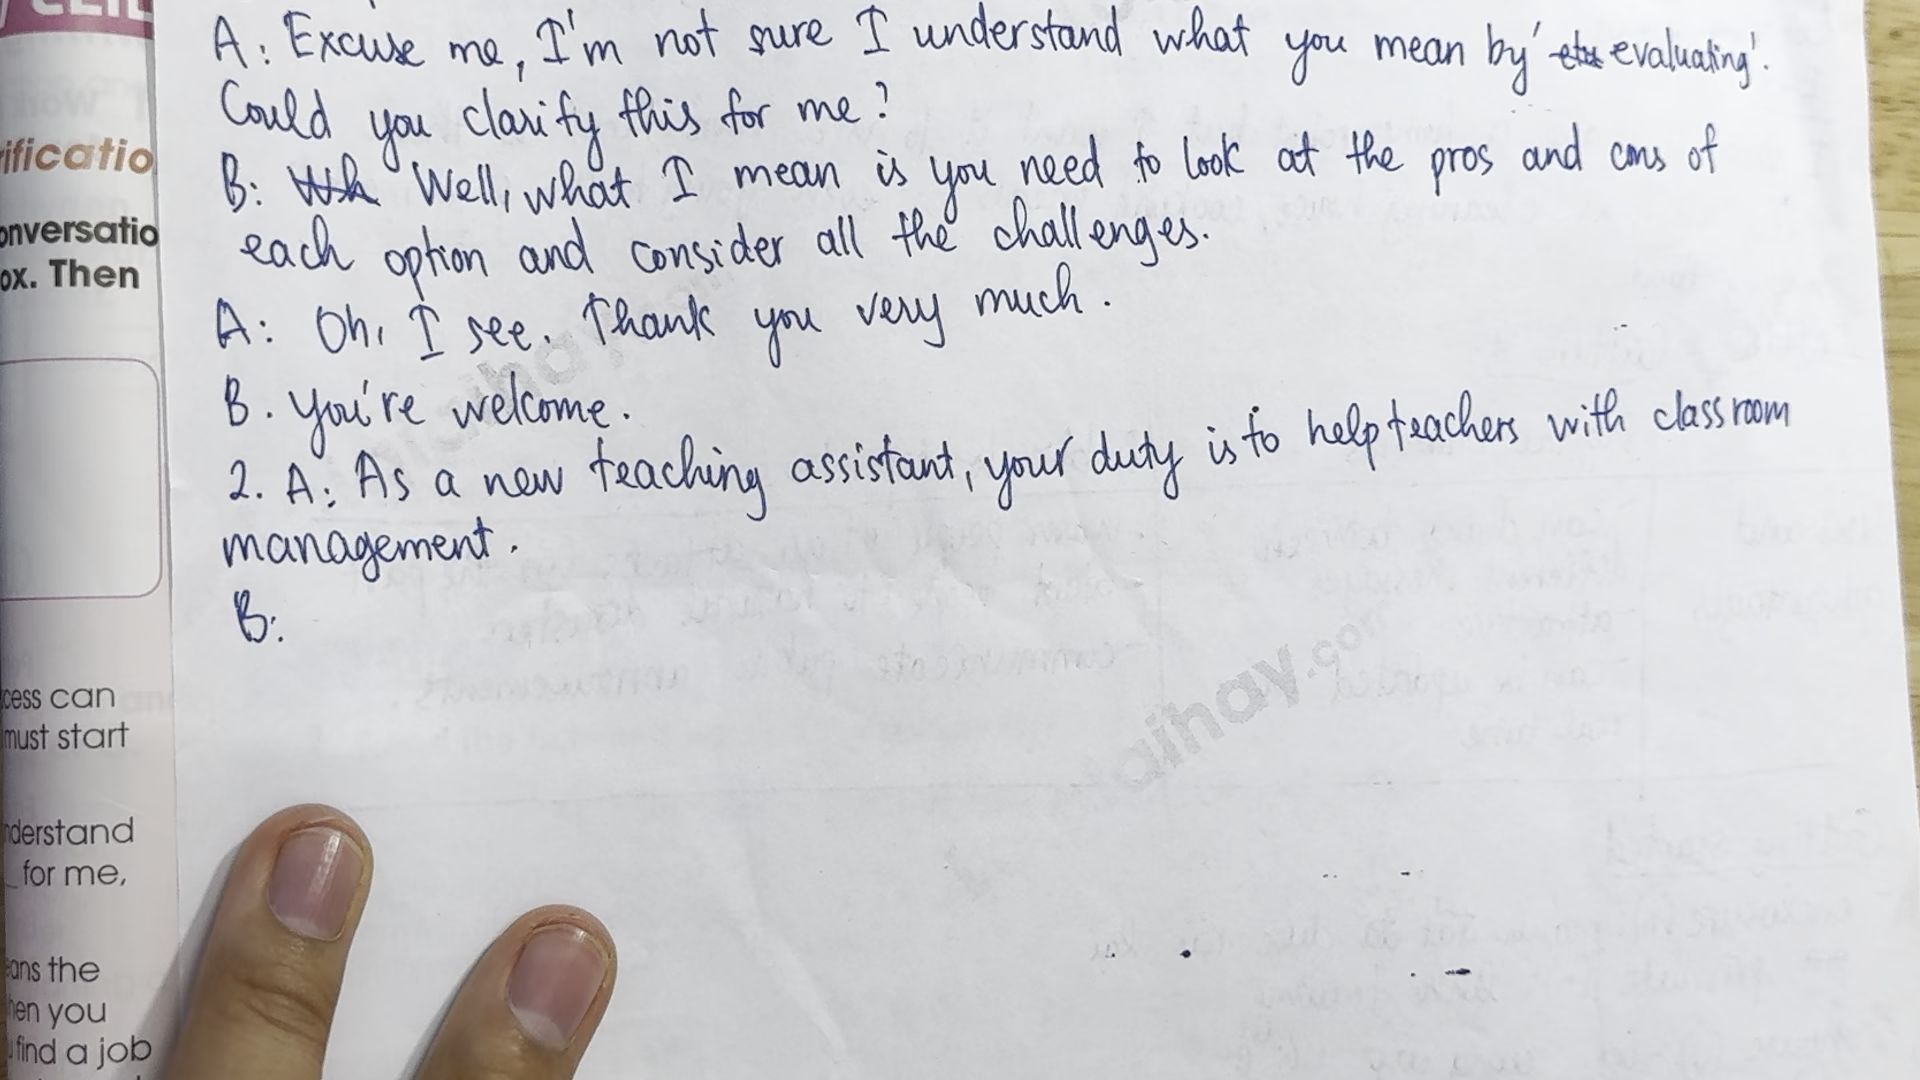 A: Excuse me, I'm not sure I understand what you mean by 'evaluating'.
Could you clarify this for me?
B: Well, what I mean is you need to look at the pros and cons of
each option and consider all the challenges.
A: Oh, I see. Thank you very much.
B. You're welcome.
2. A: As a new teaching assistant, your duty is to help teachers with classroom
management.
B:
ificatio
onversatio
ox. Then
cess can
must start
nderstand
for me,
ans the
hen you
find a job
aihay.com